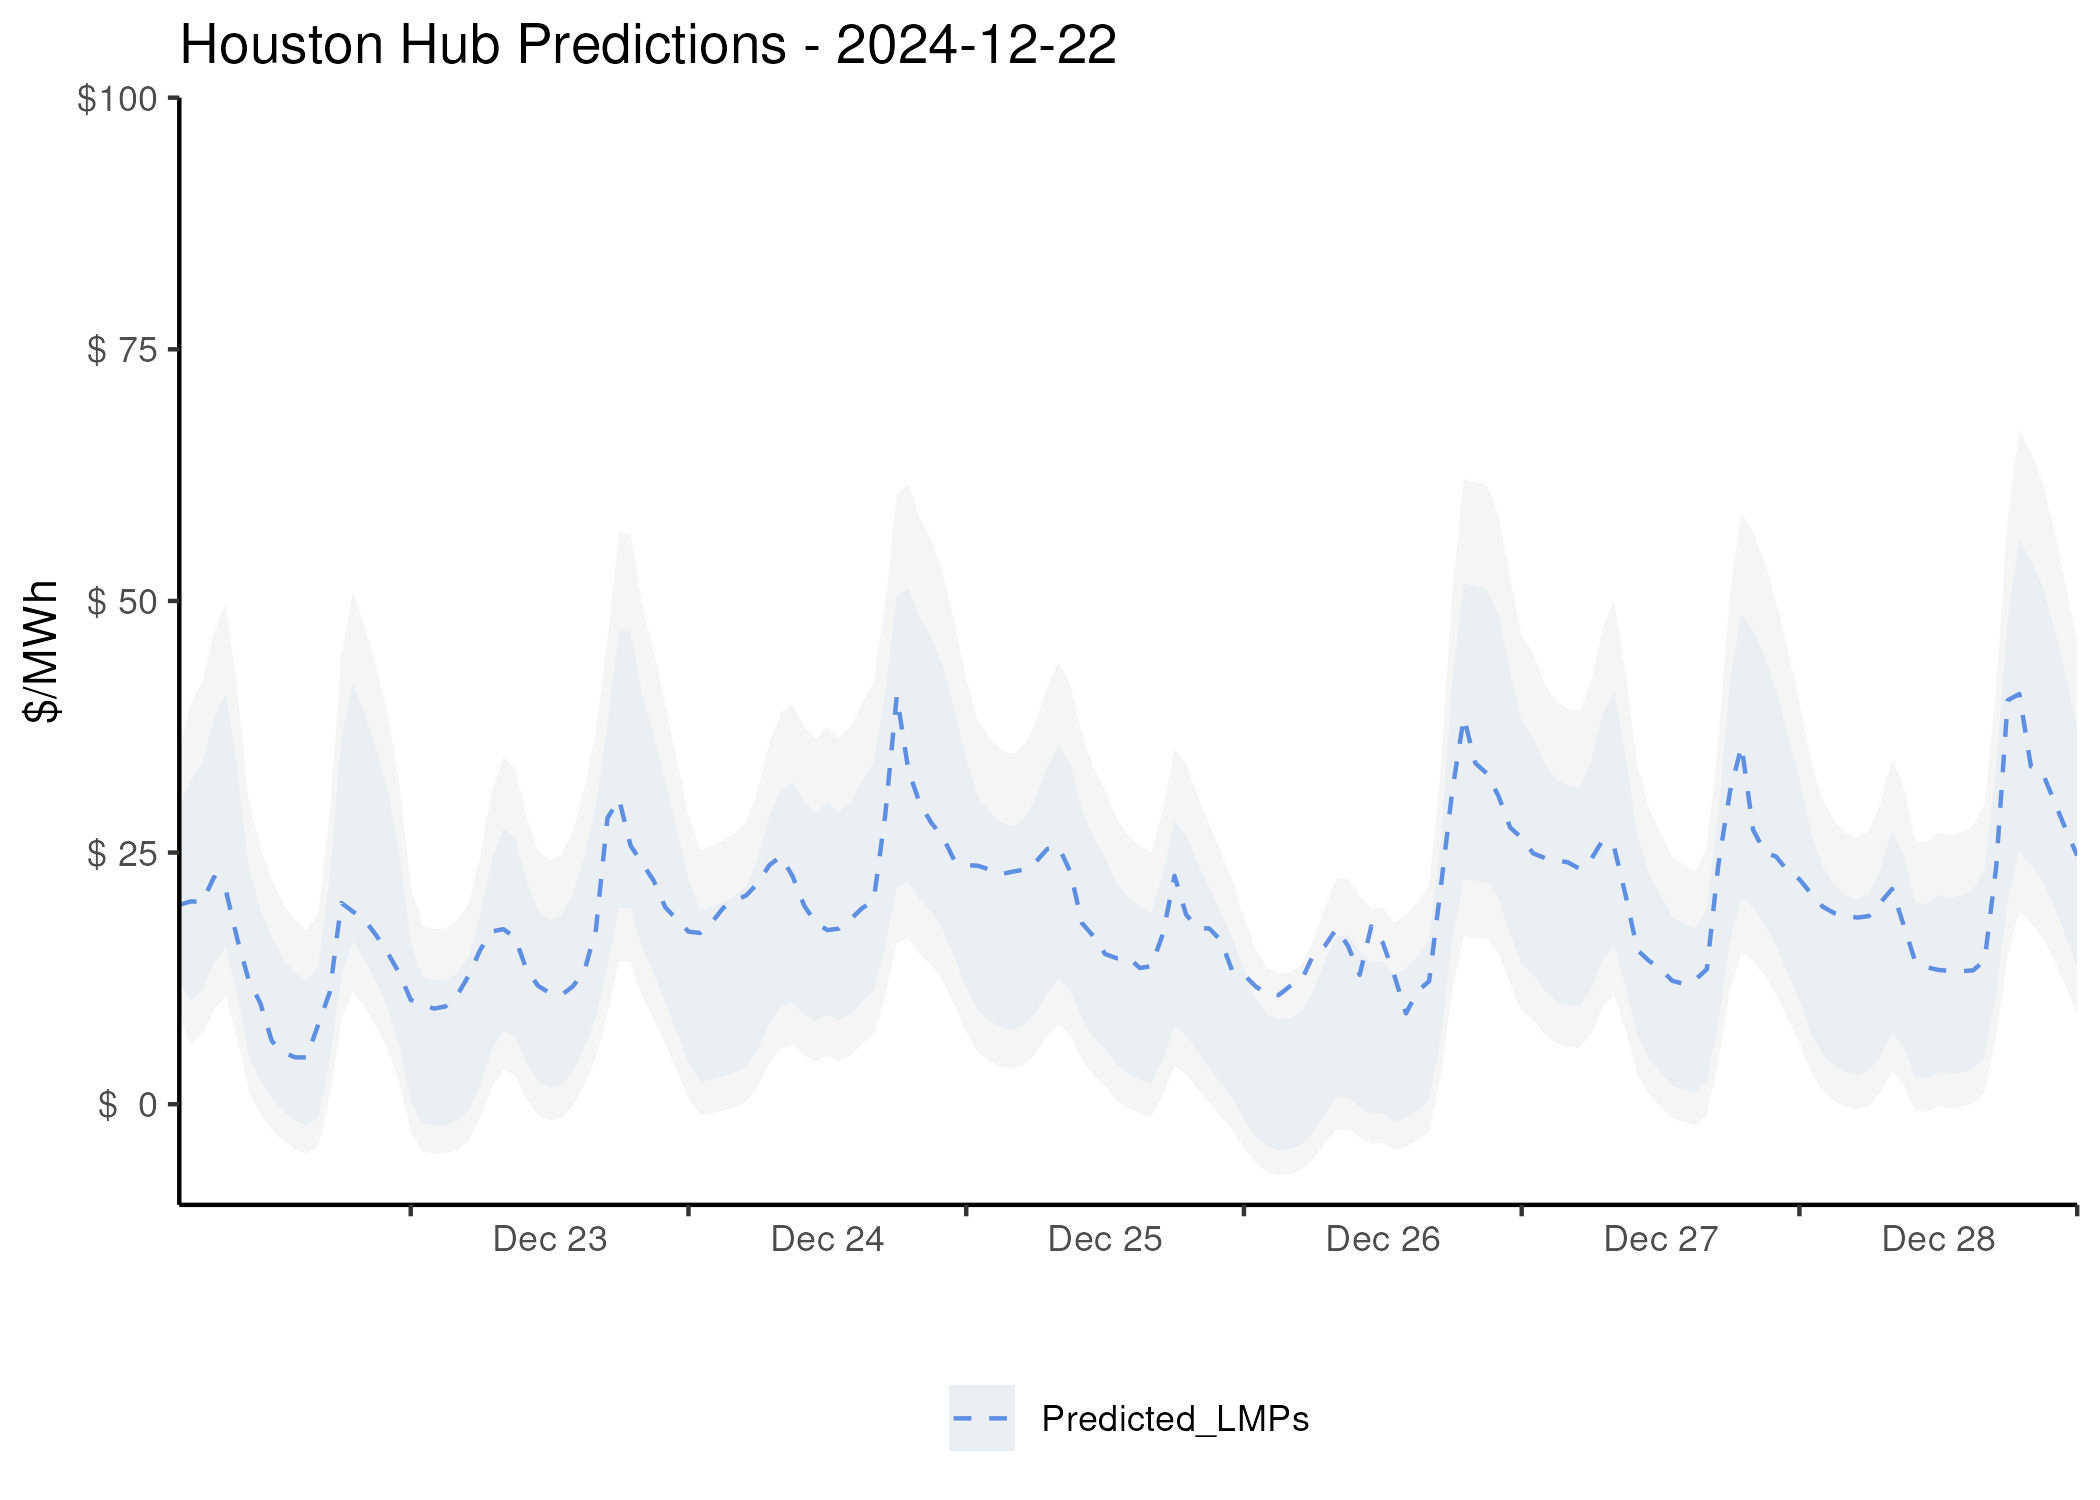 Houston Hub Predictions - 2024-12-22
$100
$ 75
$ 50
$ 25
$ 0
$/MWh
Dec 23 Dec 24 Dec 25 Dec 26 Dec 27 Dec 28
Predicted_LMPs